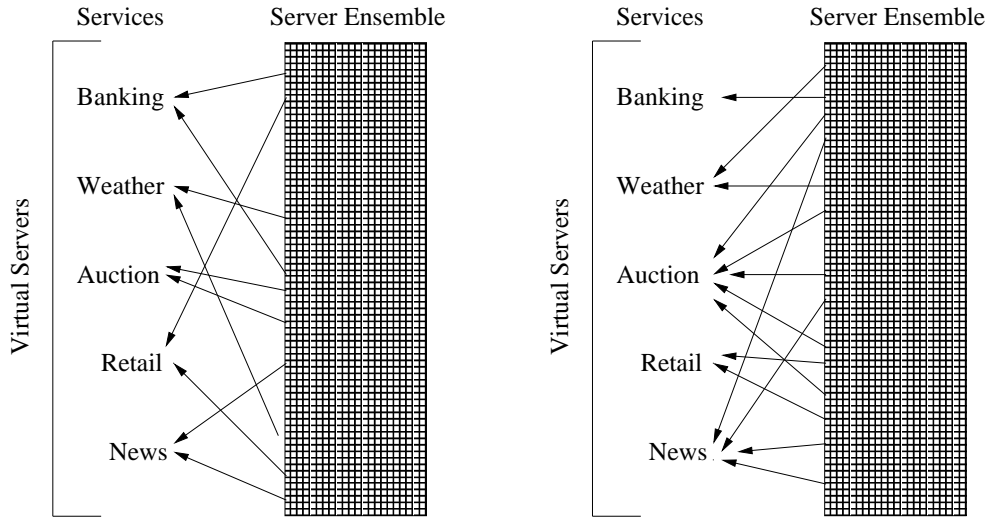 Services Server Ensemble
Virtual Servers
Banking
Weather
Auction
Retail
News
Services Server Ensemble
Virtual Servers
Banking
Weather
Auction
Retail
News